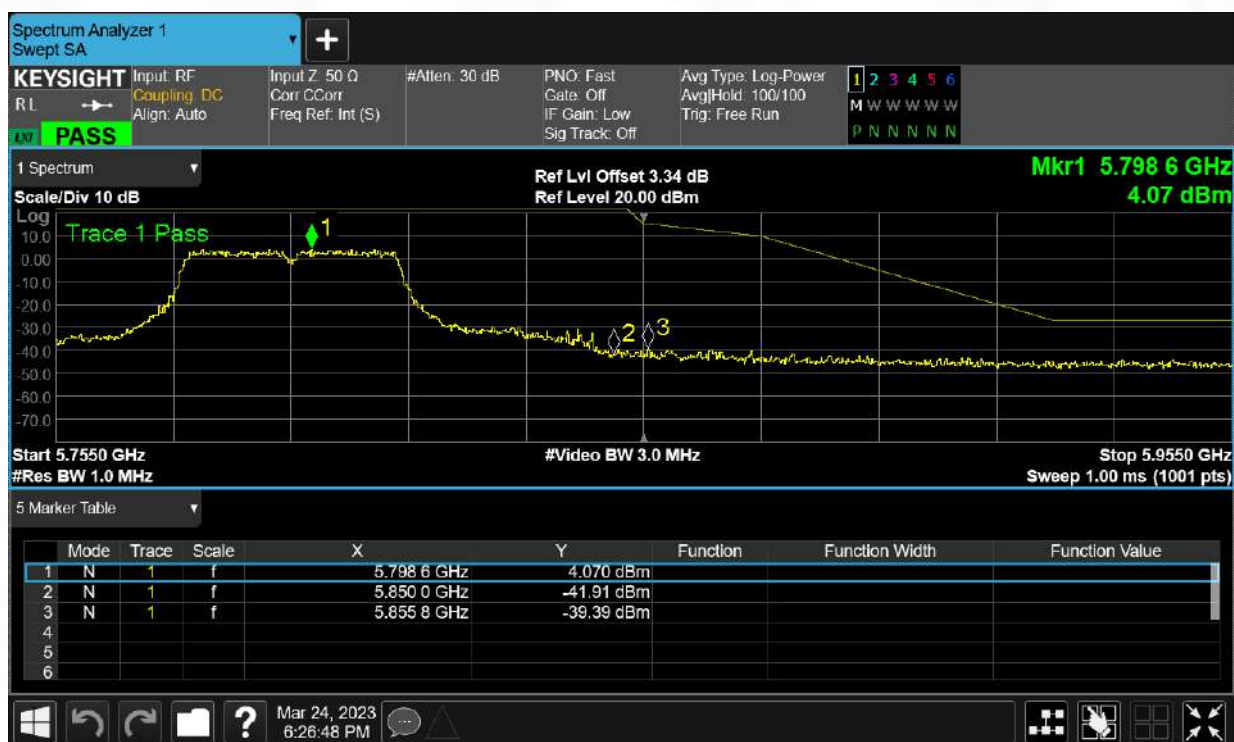 Spectrum Analyzer 1
Swept SA
+
KEYSIGHT
RL
LXI PASS
Input: RF
Coupling: DC
Align: Auto
Input Z: 50 Ω
Corr CCorr
Freq Ref: Int (S)
#Atten: 30 dB
PNO: Fast
Gate: Off
IF Gain: Low
Sig Track: Off
Avg Type: Log-Power
Avg|Hold: 100/100
Trig: Free Run
1 2 3 4 5 6
M W W W W W
P N N N N N
1 Spectrum
Scale/Div 10 dB
Ref Lvl Offset 3.34 dB
Ref Level 20.00 dBm
Mkr1 5.798 6 GHz
4.07 dBm
Log
Trace 1 Pass
10.0
0.00
-10.0
-20.0
-30.0
-40.0
-50.0
-60.0
-70.0
1
2
3
Start 5.7550 GHz
#Res BW 1.0 MHz
#Video BW 3.0 MHz
Stop 5.9550 GHz
Sweep 1.00 ms (1001 pts)
5 Marker Table
Mode Trace Scale X Y Function Function Width Function Value
1 N 1 f 5.798 6 GHz 4.070 dBm
2 N 1 f 5.850 0 GHz -41.91 dBm
3 N 1 f 5.855 8 GHz -39.39 dBm
4
5
6
?
Mar 24, 2023
6:26:48 PM